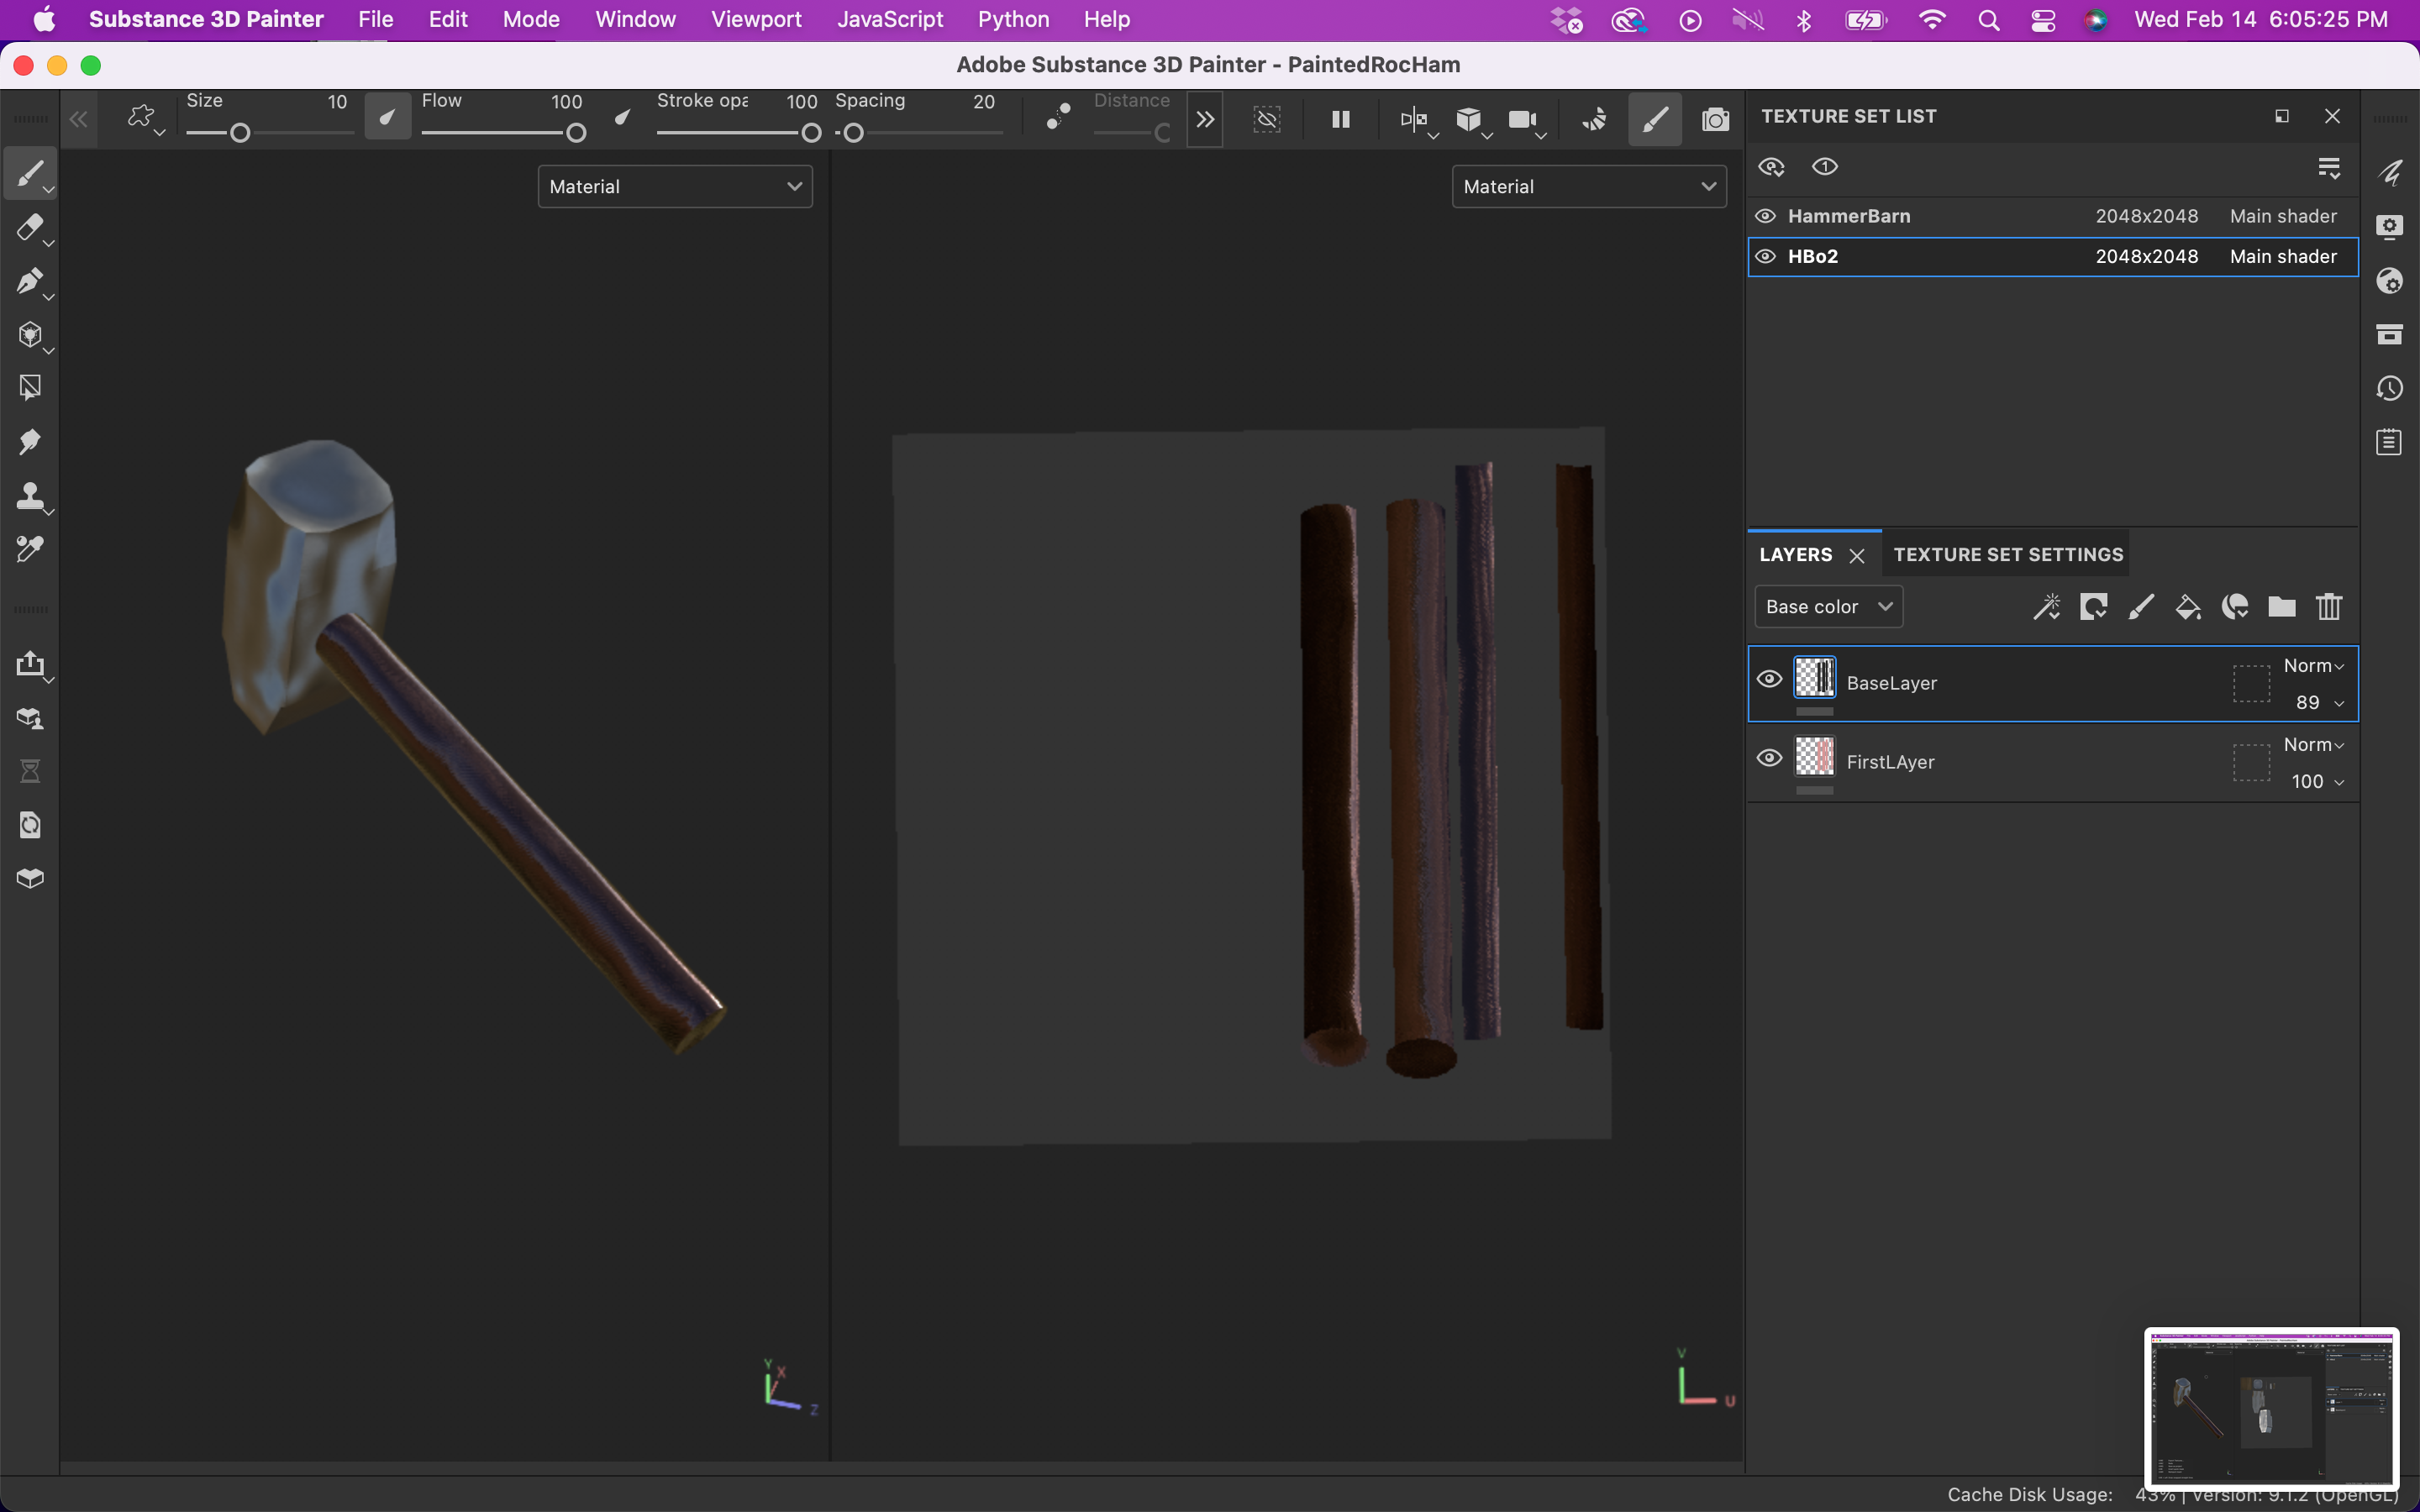 Substance 3D Painter File Edit Mode Window Viewport JavaScript Python Help Wed Feb 14 6:05:25 PM
Adobe Substance 3D Painter - PaintedRocHam
Size 10 Flow 100 Stroke opa 100 Spacing 20 Distance
TEXTURE SET LIST
Material
Material
HammerBarn 2048x2048 Main shader
HBo2 2048x2048 Main shader
LAYERS TEXTURE SET SETTINGS
Base color
BaseLayer Norm
89
FirstLAyer Norm
100
Y X Z
V U
Cache Disk Usage: 43% | Version: 9.1.2 (OpenGL)